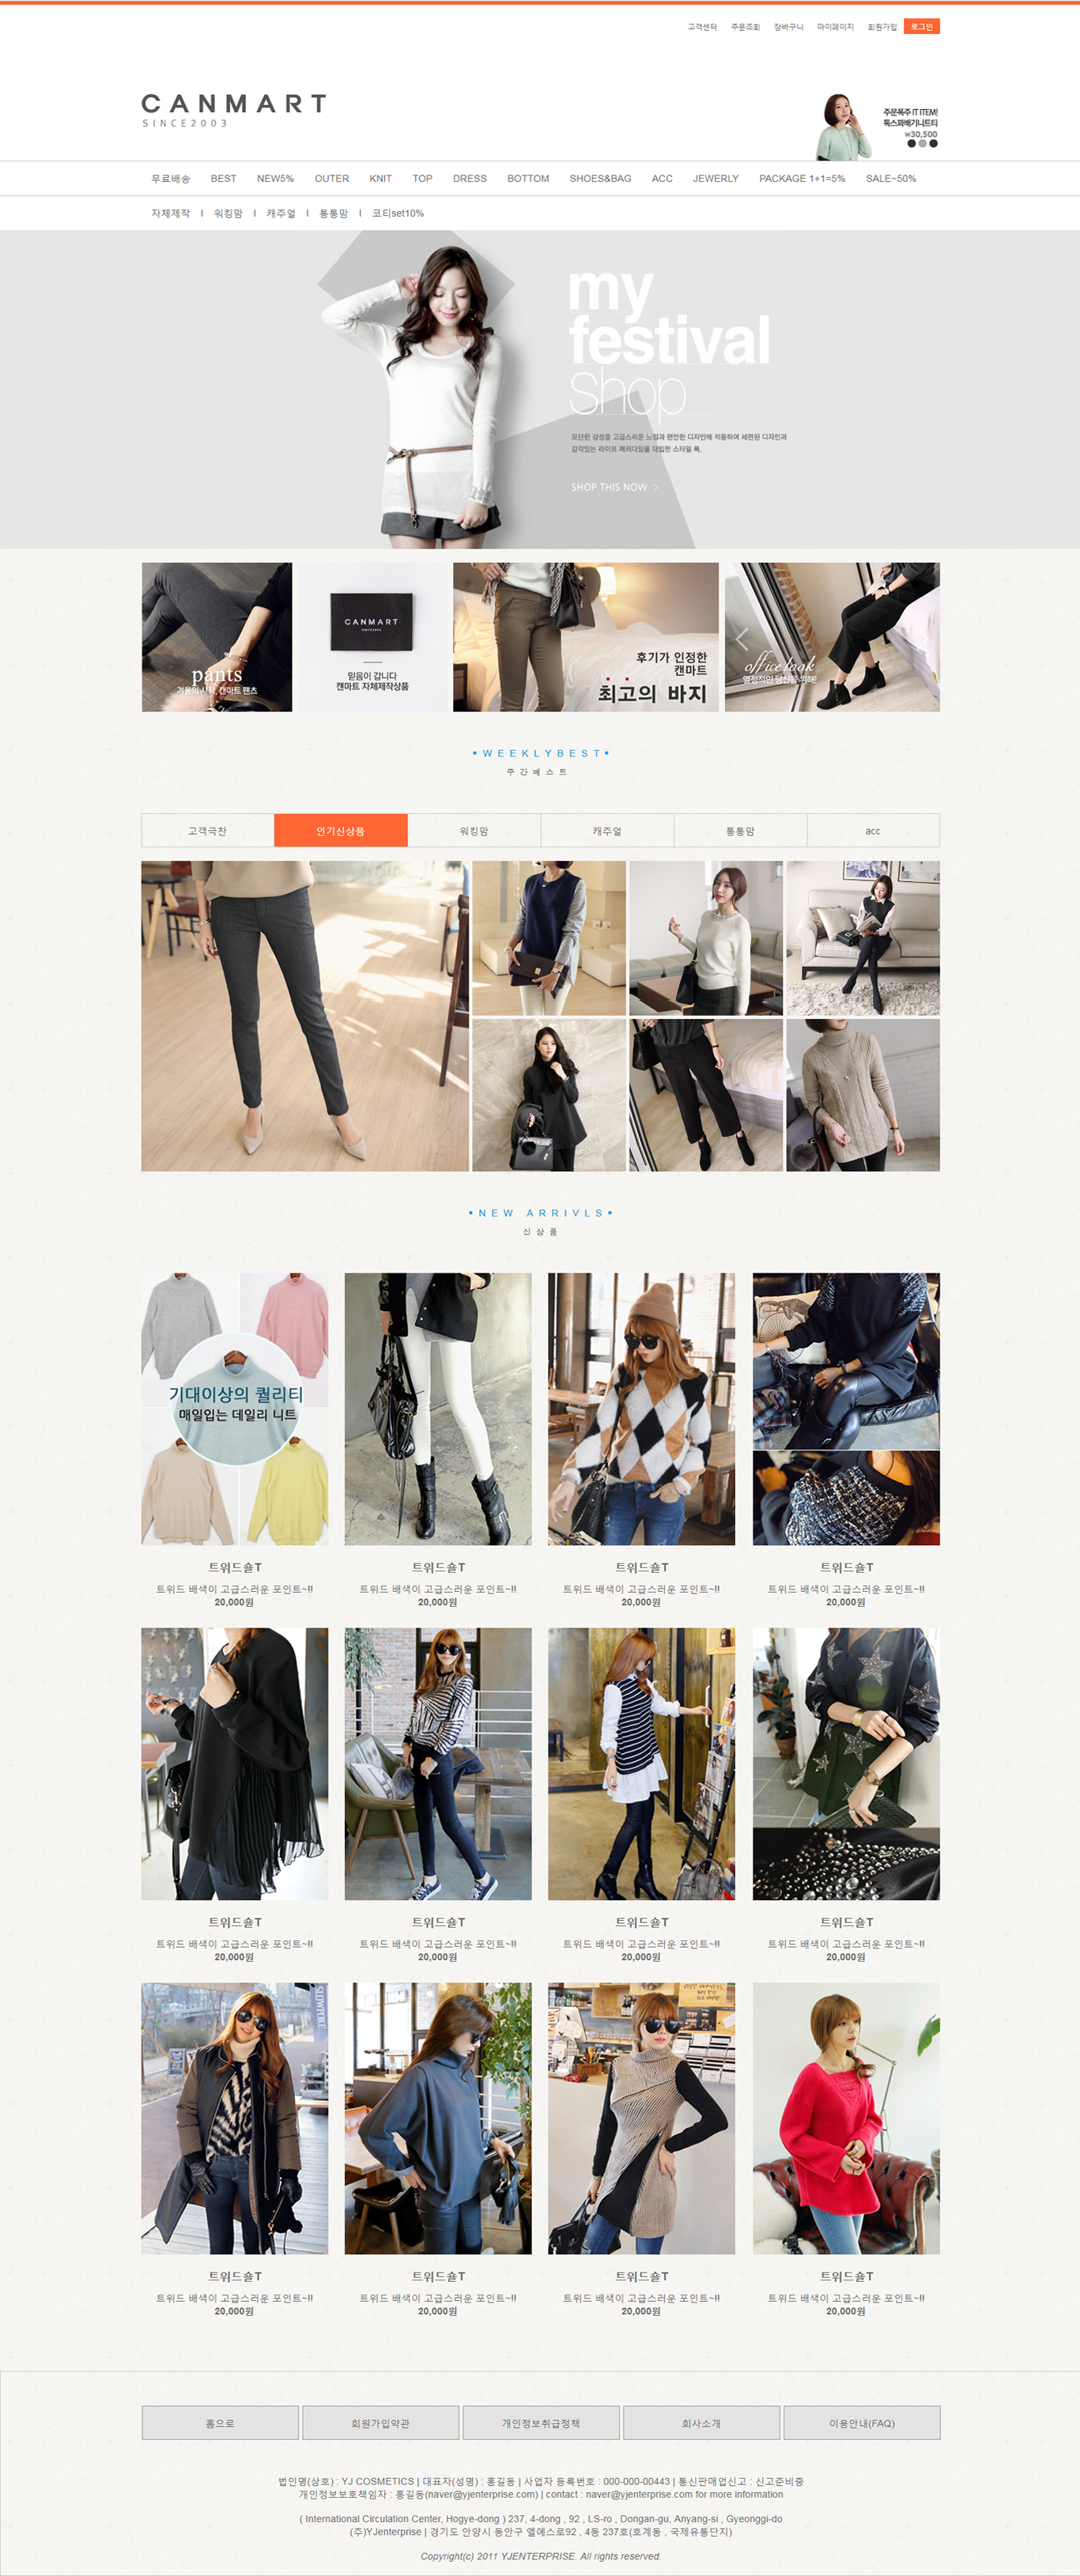 고객센터 주문조회 장바구니 마이페이지 회원가입 로그인
CANMART
SINCE2003
주문폭주 IT ITEM!
톡스꽈배기니트티
₩30,500
무료배송 BEST NEW5% OUTER KNIT TOP DRESS BOTTOM SHOES&BAG ACC JEWERLY PACKAGE 1+1=5% SALE~50%
자체제작 I 워킹맘 I 캐주얼 I 통통맘 I 코티set10%
my
festival
Shop
모던한 감성을 고급스러운 느낌과 편안한 디자인에 적용하여 세련된 디자인과
감각있는 라이프 패러다임을 대입한 스타일 룩.
SHOP THIS NOW >
pants
겨울의 시작, 캔마트 팬츠
CANMART
SINCE2003
믿음이 갑니다
캔마트 자체제작상품
후기가 인정한
캔마트
최고의 바지
office look
열정적인 당신을 위해!
•WEEKLYBEST•
주간베스트
고객극찬 인기신상품 워킹맘 캐주얼 통통맘 acc
•NEW ARRIVLS•
신상품
기대이상의 퀄리티
매일입는 데일리 니트
트위드숄T 트위드숄T 트위드숄T 트위드숄T
트위드 배색이 고급스러운 포인트~!! 트위드 배색이 고급스러운 포인트~!! 트위드 배색이 고급스러운 포인트~!! 트위드 배색이 고급스러운 포인트~!!
20,000원 20,000원 20,000원 20,000원
트위드숄T 트위드숄T 트위드숄T 트위드숄T
트위드 배색이 고급스러운 포인트~!! 트위드 배색이 고급스러운 포인트~!! 트위드 배색이 고급스러운 포인트~!! 트위드 배색이 고급스러운 포인트~!!
20,000원 20,000원 20,000원 20,000원
SLOWFOKE
트위드숄T 트위드숄T 트위드숄T 트위드숄T
트위드 배색이 고급스러운 포인트~!! 트위드 배색이 고급스러운 포인트~!! 트위드 배색이 고급스러운 포인트~!! 트위드 배색이 고급스러운 포인트~!!
20,000원 20,000원 20,000원 20,000원
홈으로 회원가입약관 개인정보취급정책 회사소개 이용안내(FAQ)
법인명(상호) : YJ COSMETICS | 대표자(성명) : 홍길동 | 사업자 등록번호 : 000-000-00443 | 통신판매업신고 : 신고준비중
개인정보보호책임자 : 홍길동(naver@yjenterprise.com) | contact : naver@yjenterprise.com for more information
( International Circulation Center, Hogye-dong ) 237, 4-dong , 92 , LS-ro , Dongan-gu, Anyang-si , Gyeonggi-do
(주)YJenterprise | 경기도 안양시 동안구 엘에스로92 , 4동 237호(호계동 , 국제유통단지)
Copyright(c) 2011 YJENTERPRISE. All rights reserved.